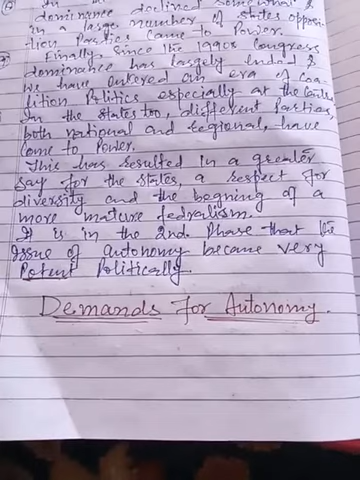 dominance declined somewhat &
in a large number of states opposi-
tion Parties came to Power.
③ Finally, Since the 1990s Congress
dominance has largely ended &
we have entered an era of Coa-
lition Politics especially at the Centre
In the states too, different Parties,
both national and regional, have
Come to Power.
This has resulted in a greater
say for the states, a respect for
diversity and the begning of a
more mature fedralism.
It is in the 2nd Phase that the
Issue of autonomy became very
Potent Politically.
Demands for Autonomy.